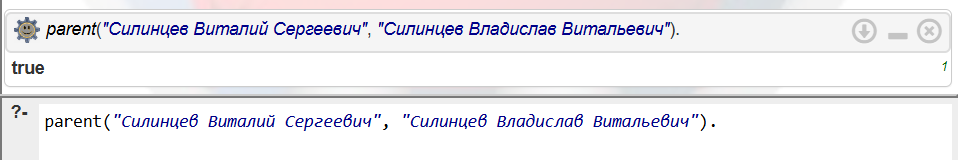 parent("Силинцев Виталий Сергеевич", "Силинцев Владислав Витальевич").
true
1
?-
parent("Силинцев Виталий Сергеевич", "Силинцев Владислав Витальевич").